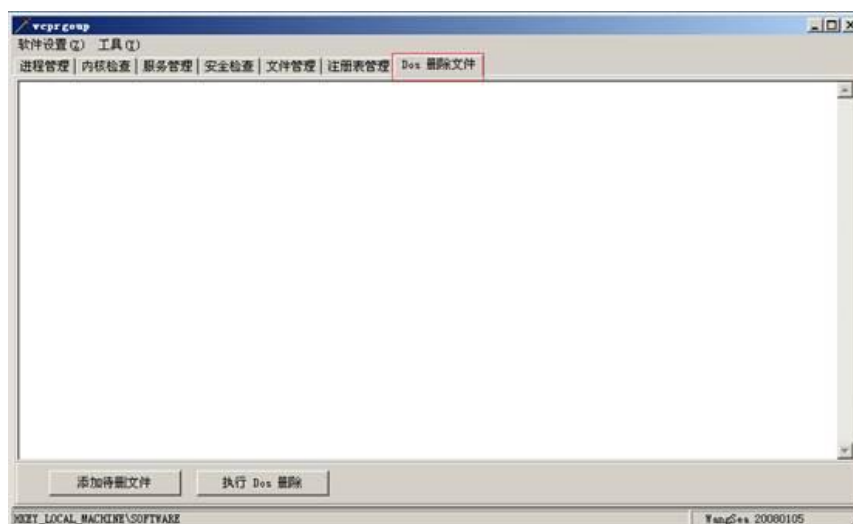 vcprgoup
软件设置(Z) 工具(T)
进程管理 内核检查 服务管理 安全检查 文件管理 注册表管理 Dos 删除文件
添加待删文件 执行 Dos 删除
HKEY_LOCAL_MACHINE\SOFTWARE WangSea 20080105